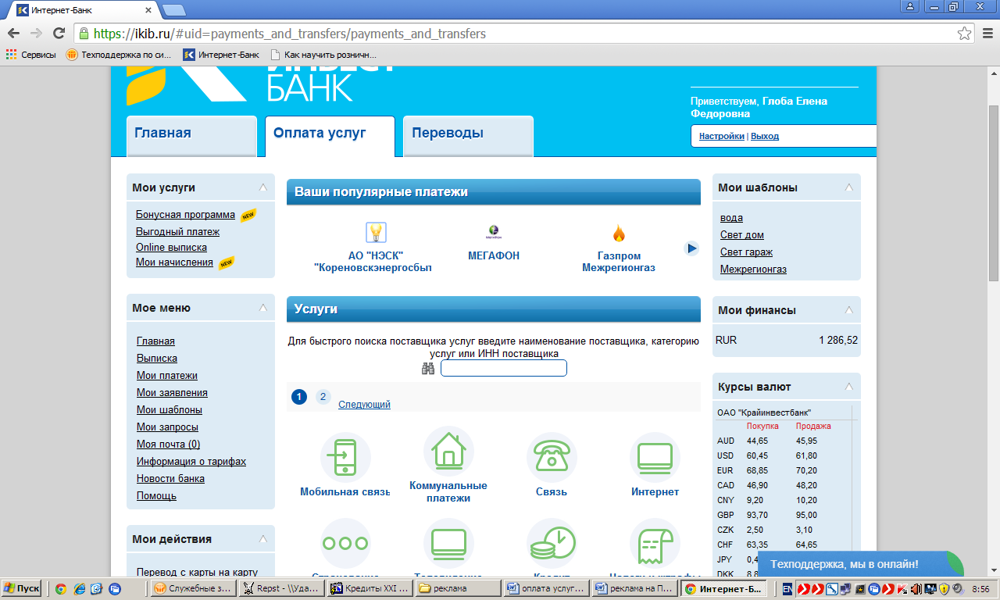 Интернет-Банк
https://ikib.ru/#uid=payments_and_transfers/payments_and_transfers
Сервисы
Техподдержка по си...
Интернет-Банк
Как научить розничн...
БАНК
Приветствуем, Глоба Елена
Федоровна
Настройки | Выход
Главная
Оплата услуг
Переводы
Мои услуги
Бонусная программа NEW
Выгодный платеж
Online выписка
Мои начисления NEW
Мое меню
Главная
Выписка
Мои платежи
Мои заявления
Мои шаблоны
Мои запросы
Моя почта (0)
Информация о тарифах
Новости банка
Помощь
Мои действия
Перевод с карты на карту
Ваши популярные платежи
АО "НЭСК"
"Кореновскэнергосбыт
МЕГАФОН
Газпром
Межрегионгаз
Услуги
Для быстрого поиска поставщика услуг введите наименование поставщика, категорию
услуг или ИНН поставщика
1 2 Следующий
Мобильная связь
Коммунальные
платежи
Связь
Интернет
Мои шаблоны
вода
Свет дом
Свет гараж
Межрегионгаз
Мои финансы
RUR 1 286,52
Курсы валют
ОАО "Крайинвестбанк"
Покупка Продажа
AUD 44,65 45,95
USD 60,45 61,80
EUR 68,85 70,20
CAD 46,90 48,20
CNY 9,20 10,20
GBP 93,70 95,00
CZK 2,50 3,10
CHF 63,35 64,65
JPY 0,4
DKK 8,8
Техподдержка, мы в онлайн!
Пуск
Служебные з...
Repst - \\Уда...
Кредиты XXI ...
реклама
оплата услуг...
реклама на П...
Интернет-Б...
EN
8:56